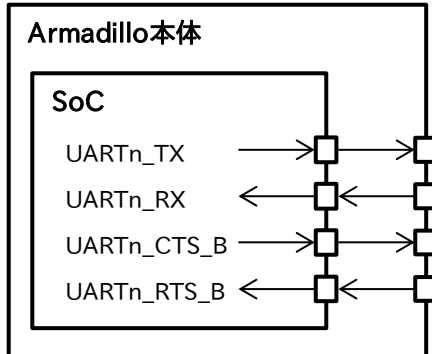 Armadillo本体
SoC
UARTn_TX
UARTn_RX
UARTn_CTS_B
UARTn_RTS_B